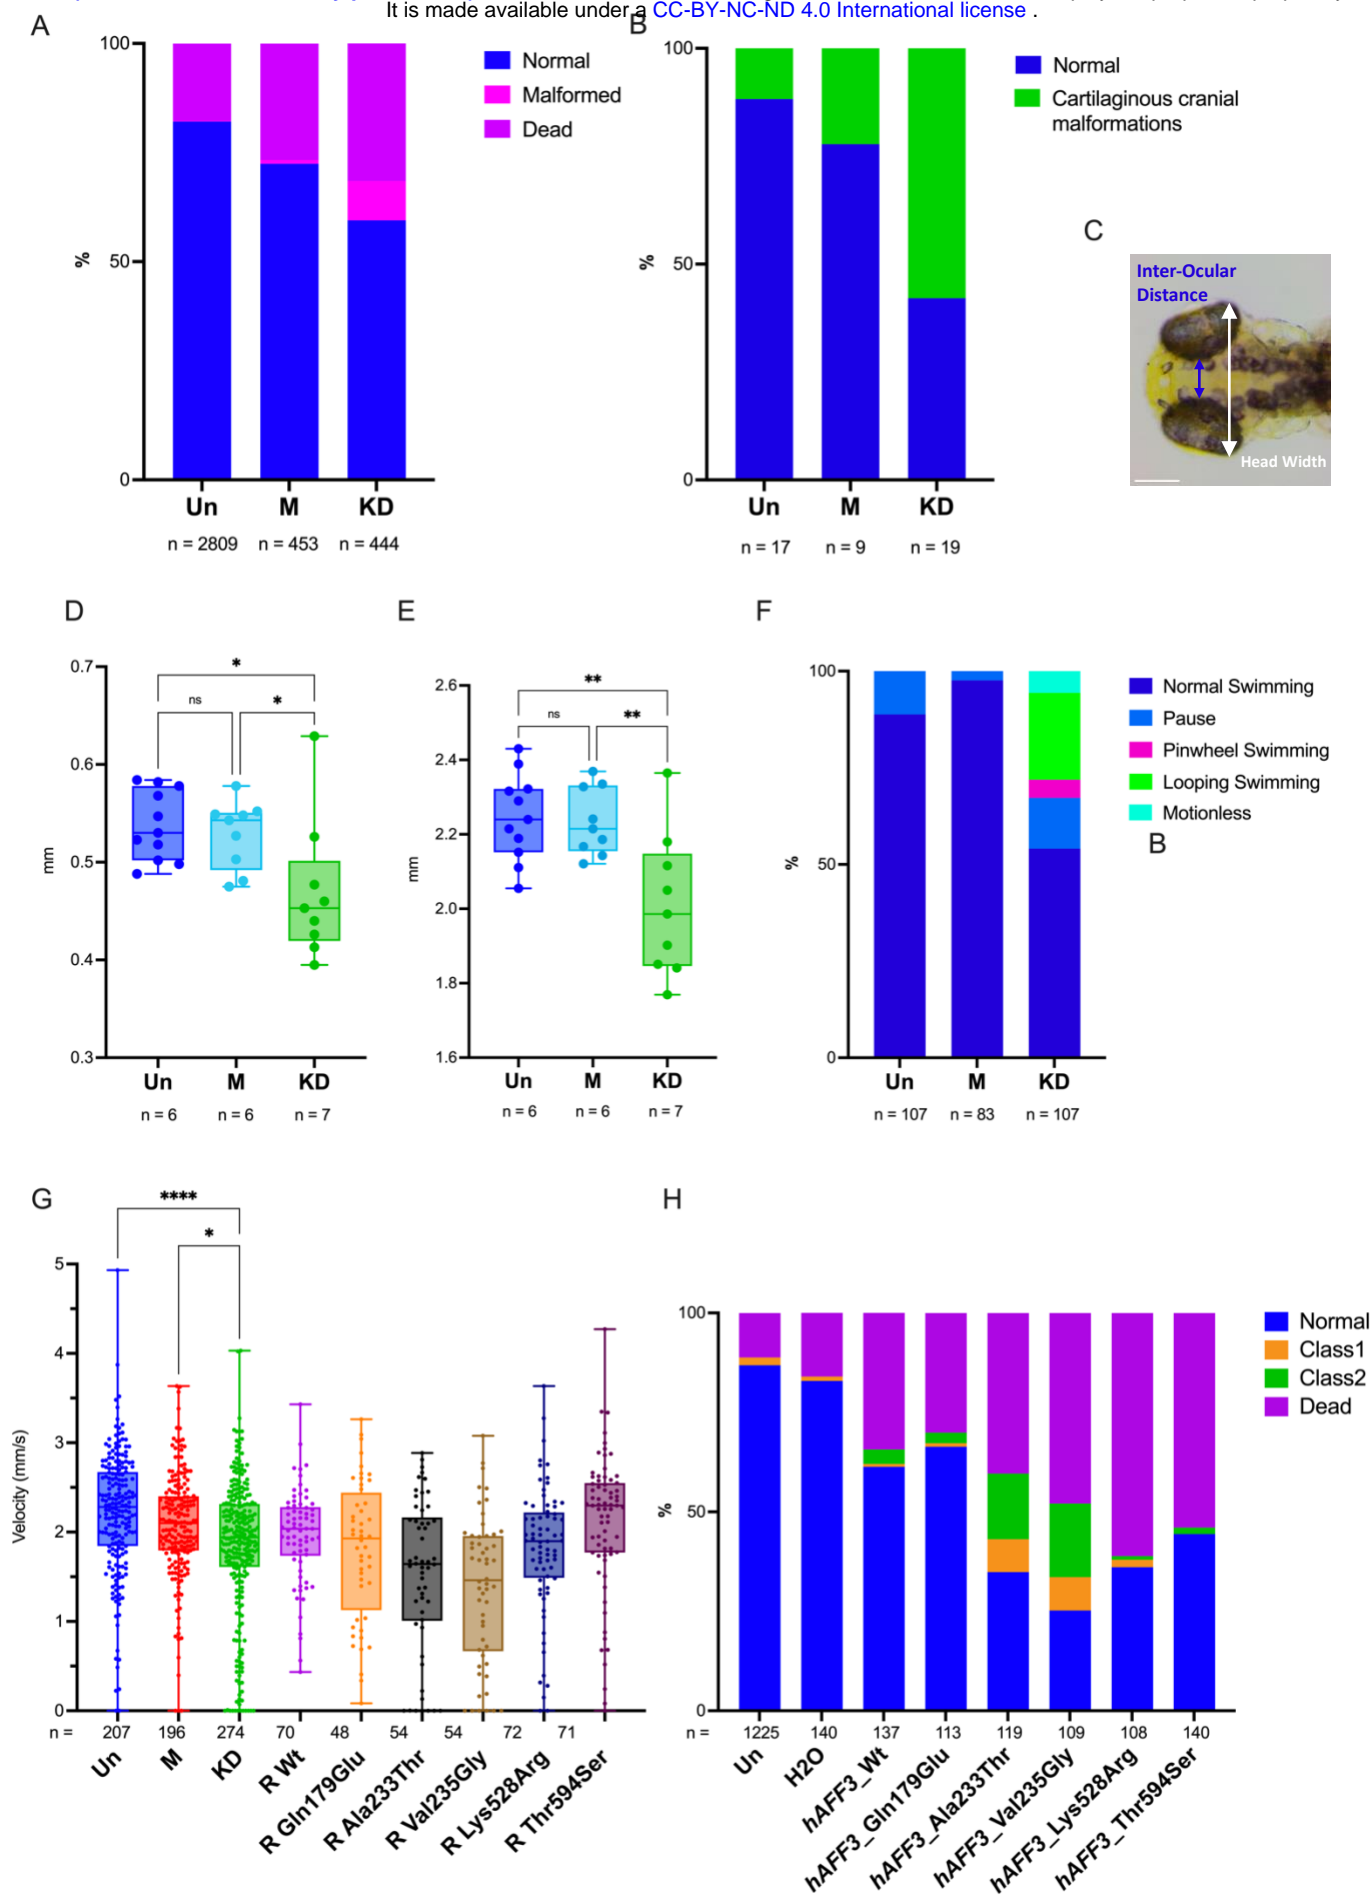 It is made available under a CC-BY-NC-ND 4.0 International license .
A
100
50
0
%
Un
M
KD
n = 2809
n = 453
n = 444
Normal
Malformed
Dead
B
100
50
0
%
Un
M
KD
n = 17
n = 9
n = 19
Normal
Cartilaginous cranial
malformations
C
Inter-Ocular
Distance
Head Width
D
0.7
0.6
0.5
0.4
0.3
mm
*
ns
*
Un
M
KD
n = 6
n = 6
n = 7
E
2.6
2.4
2.2
2.0
1.8
1.6
mm
**
ns
**
Un
M
KD
n = 6
n = 6
n = 7
F
100
50
0
%
Un
M
KD
n = 107
n = 83
n = 107
Normal Swimming
Pause
Pinwheel Swimming
Looping Swimming
Motionless
B
G
****
*
5
4
3
2
1
0
Velocity (mm/s)
n = 207 196 274 70 48 54 54 72 71
Un
M
KD
R Wt
R Gln179Glu
R Ala233Thr
R Val235Gly
R Lys528Arg
R Thr594Ser
H
100
50
0
%
n = 1225 140 137 113 119 109 108 140
Un
H2O
hAFF3_Wt
hAFF3_Gln179Glu
hAFF3_Ala233Thr
hAFF3_Val235Gly
hAFF3_Lys528Arg
hAFF3_Thr594Ser
Normal
Class1
Class2
Dead